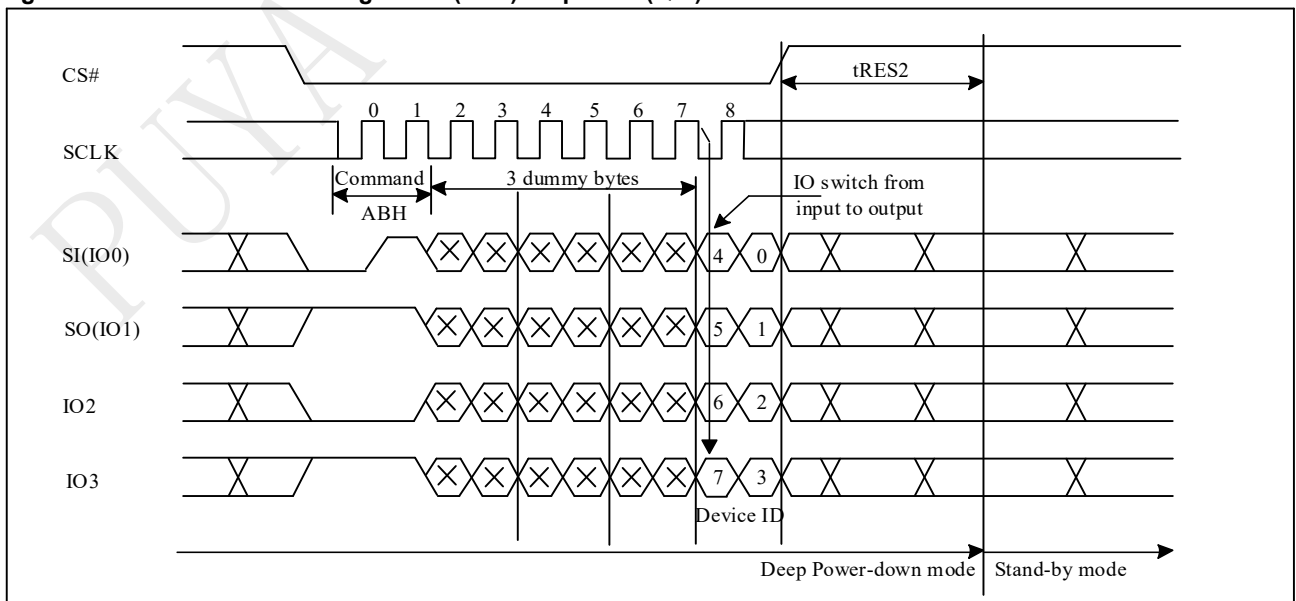 CS#
tRES2
0 1 2 3 4 5 6 7 8
SCLK
Command
3 dummy bytes
IO switch from
input to output
ABH
SI(IO0)
4 0
SO(IO1)
5 1
IO2
6 2
IO3
7 3
Device ID
Deep Power-down mode Stand-by mode
PUYA